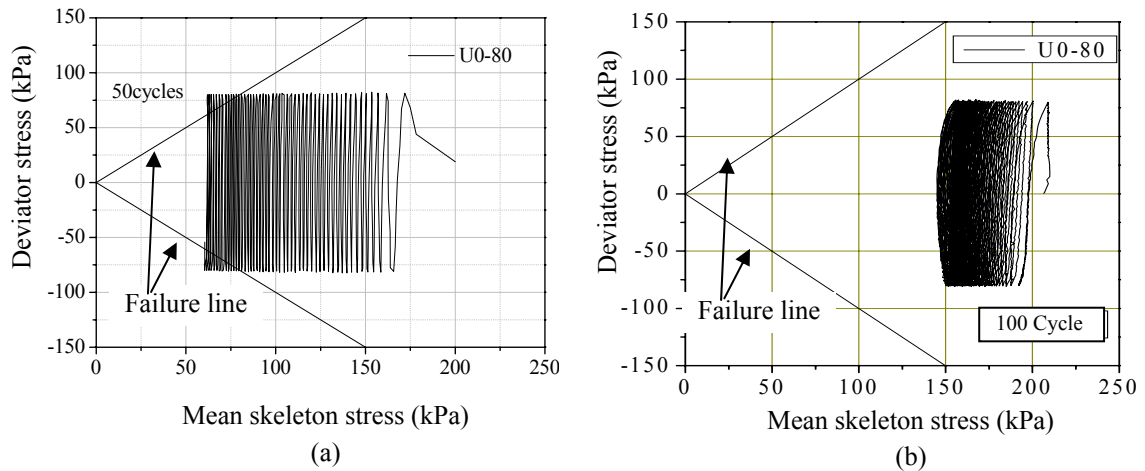 150
100
50
0
-50
-100
-150
0
50
100
150
200
250
Deviator stress (kPa)
Mean skeleton stress (kPa)
U0-80
50cycles
Failure line
(a)
150
100
50
0
-50
-100
-150
0
50
100
150
200
250
Deviator stress (kPa)
Mean skeleton stress (kPa)
U0-80
Failure line
100 Cycle
(b)